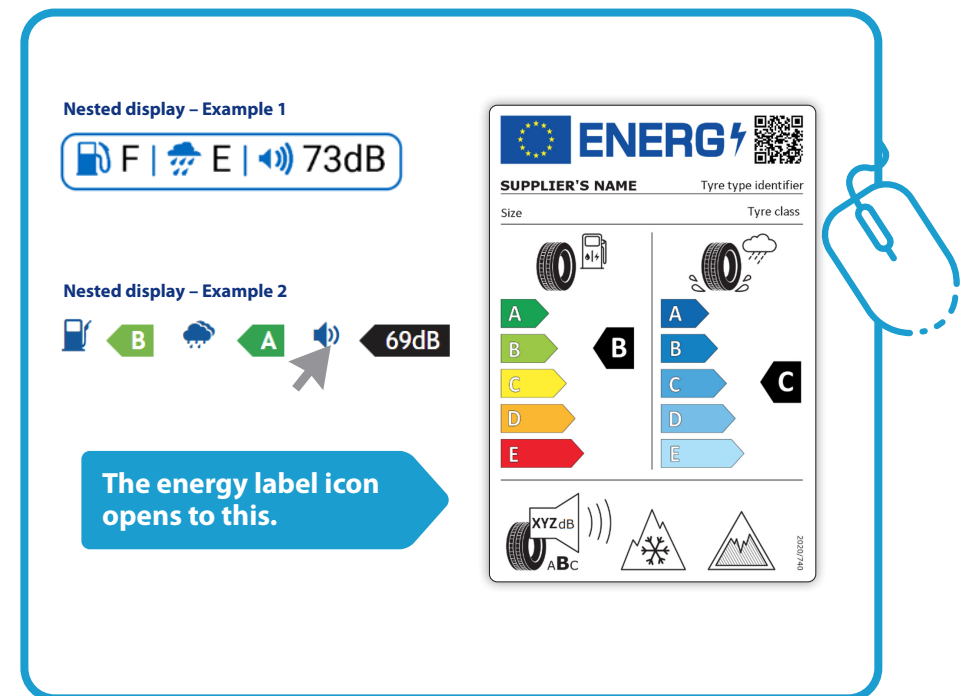 Nested display – Example 1
F | E | 73dB
Nested display – Example 2
B A 69dB
The energy label icon
opens to this.
ENERG
SUPPLIER'S NAME Tyre type identifier
Size Tyre class
A A
B B B
C C C
D D
E E
XYZ dB
ABC
2020/740